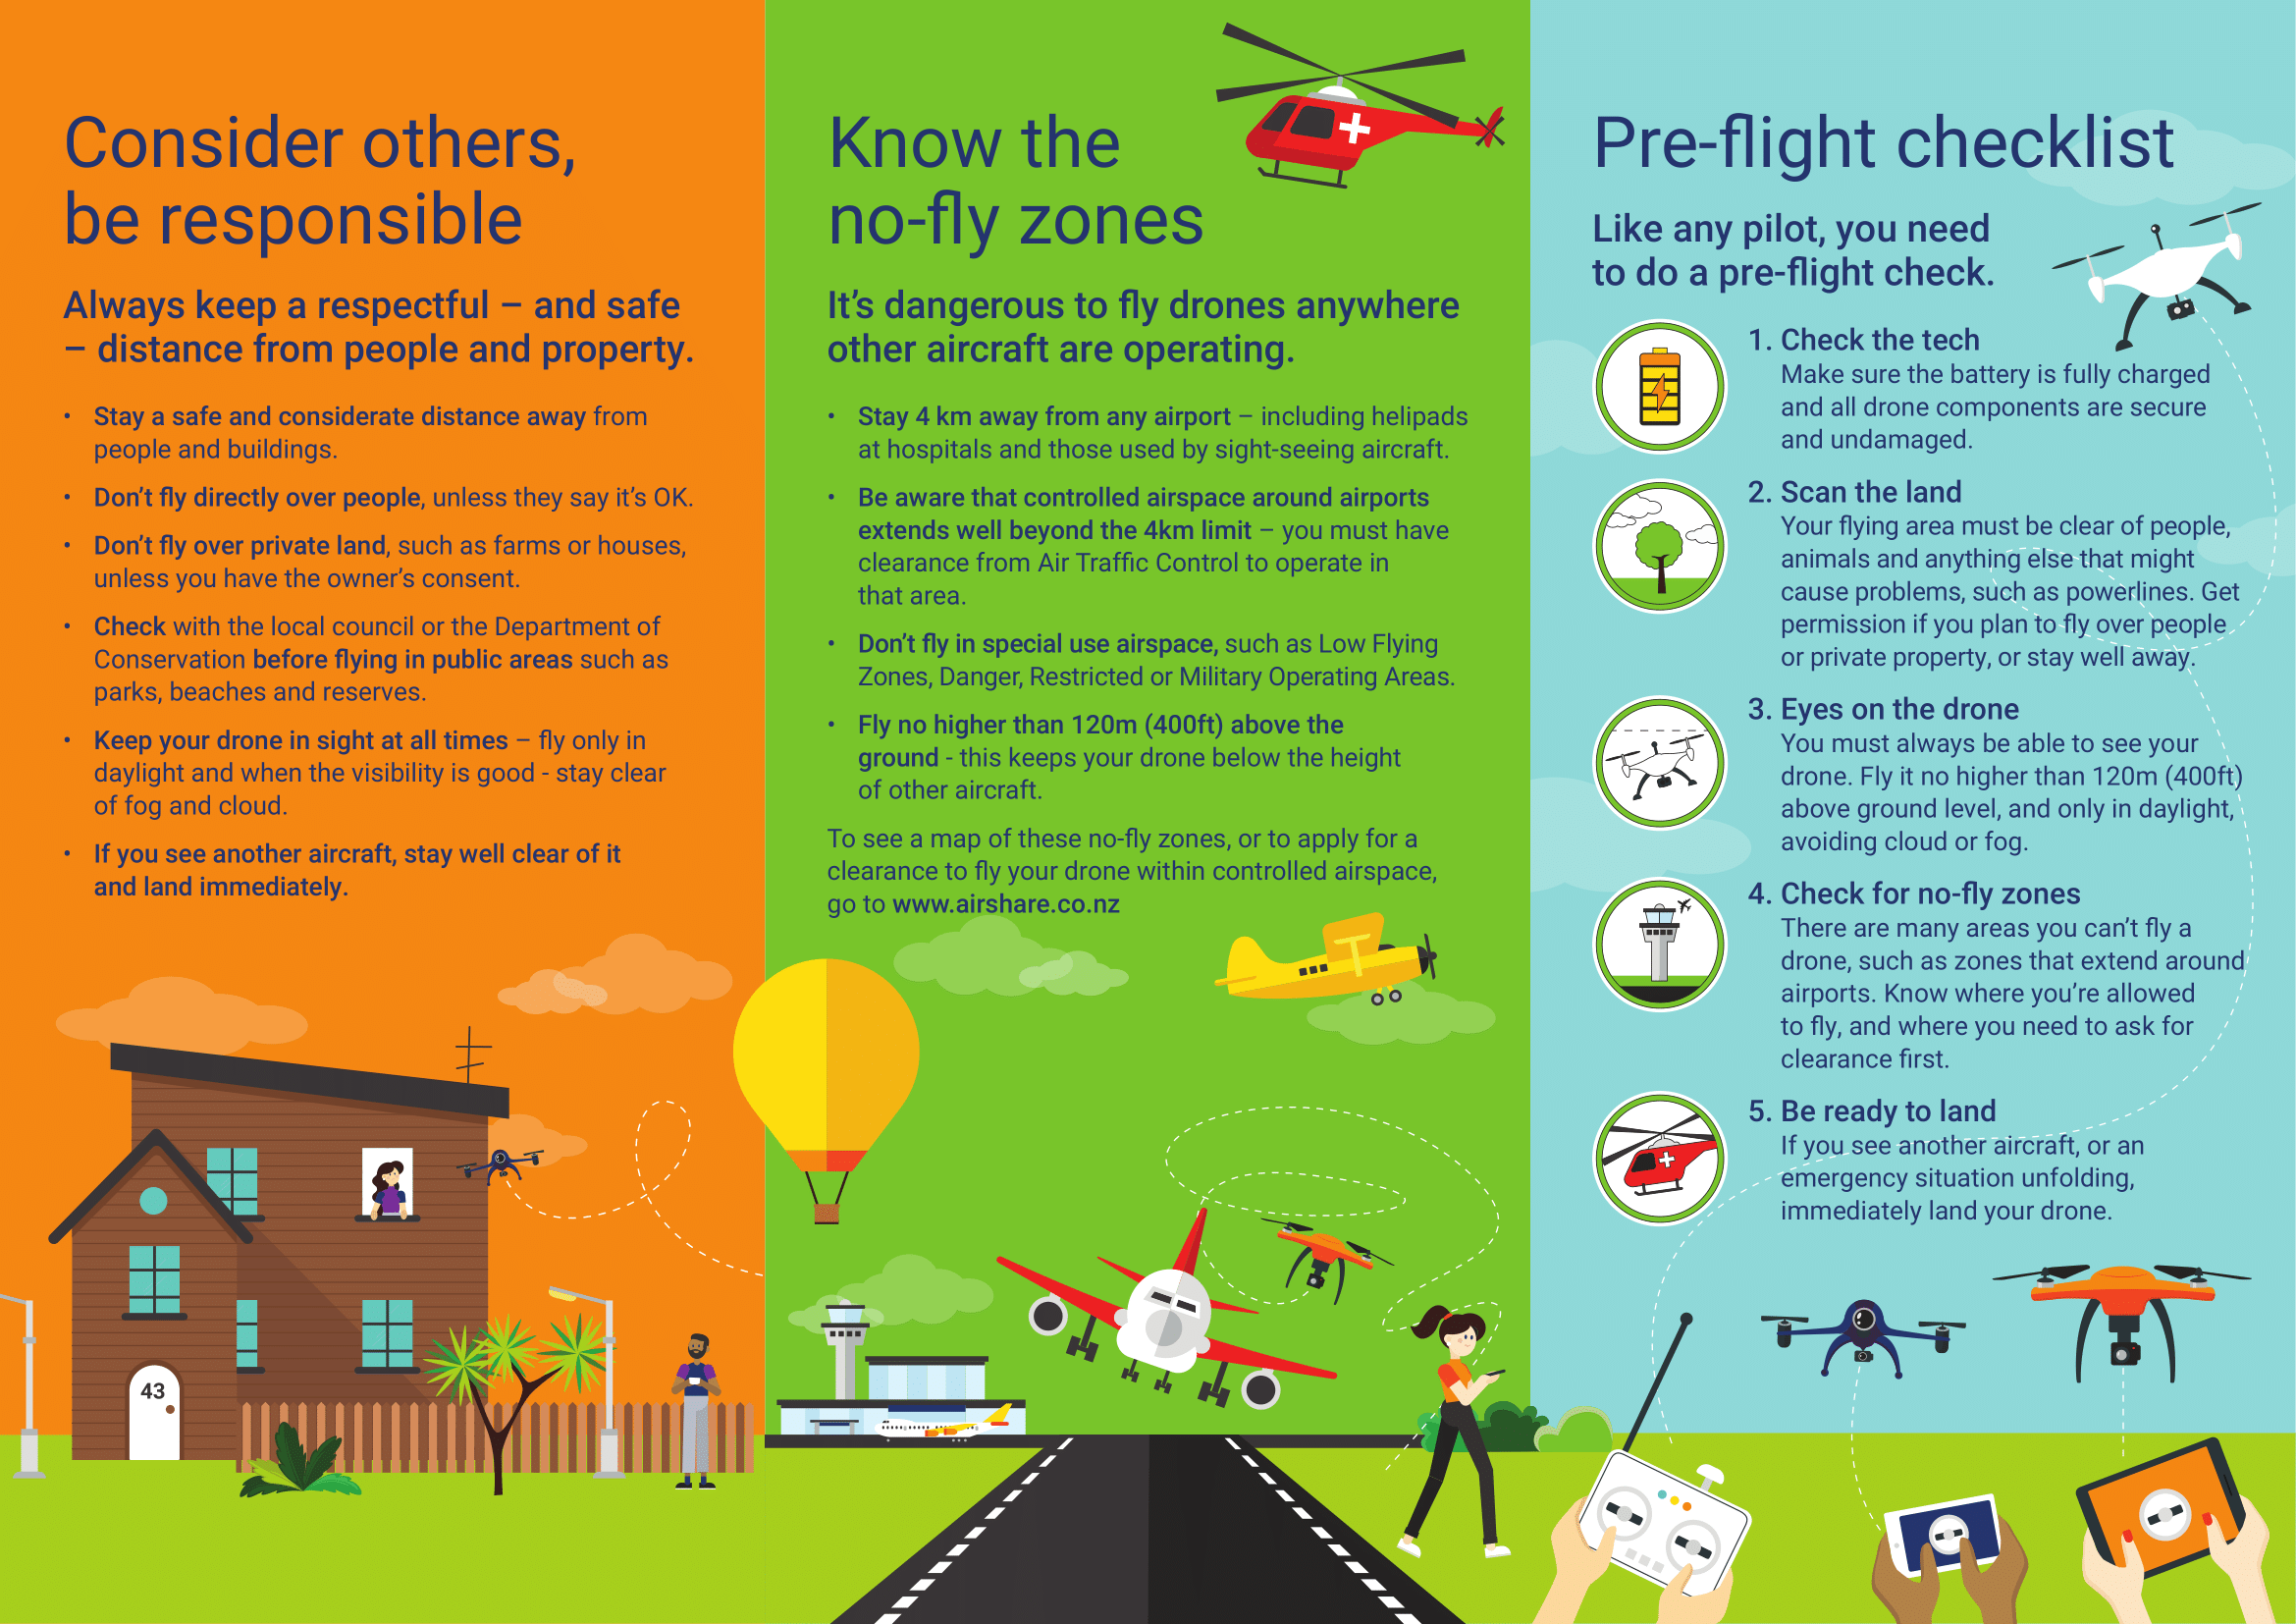 Consider others,
be responsible
Always keep a respectful – and safe
– distance from people and property.
• Stay a safe and considerate distance away from
people and buildings.
• Don’t fly directly over people, unless they say it’s OK.
• Don’t fly over private land, such as farms or houses,
unless you have the owner’s consent.
• Check with the local council or the Department of
Conservation before flying in public areas such as
parks, beaches and reserves.
• Keep your drone in sight at all times – fly only in
daylight and when the visibility is good - stay clear
of fog and cloud.
• If you see another aircraft, stay well clear of it
and land immediately.
43
Know the
no-fly zones
It’s dangerous to fly drones anywhere
other aircraft are operating.
• Stay 4 km away from any airport – including helipads
at hospitals and those used by sight-seeing aircraft.
• Be aware that controlled airspace around airports
extends well beyond the 4km limit – you must have
clearance from Air Traffic Control to operate in
that area.
• Don’t fly in special use airspace, such as Low Flying
Zones, Danger, Restricted or Military Operating Areas.
• Fly no higher than 120m (400ft) above the
ground - this keeps your drone below the height
of other aircraft.
To see a map of these no-fly zones, or to apply for a
clearance to fly your drone within controlled airspace,
go to www.airshare.co.nz
Pre-flight checklist
Like any pilot, you need
to do a pre-flight check.
1. Check the tech
Make sure the battery is fully charged
and all drone components are secure
and undamaged.
2. Scan the land
Your flying area must be clear of people,
animals and anything else that might
cause problems, such as powerlines. Get
permission if you plan to fly over people
or private property, or stay well away.
3. Eyes on the drone
You must always be able to see your
drone. Fly it no higher than 120m (400ft)
above ground level, and only in daylight,
avoiding cloud or fog.
4. Check for no-fly zones
There are many areas you can’t fly a
drone, such as zones that extend around
airports. Know where you’re allowed
to fly, and where you need to ask for
clearance first.
5. Be ready to land
If you see another aircraft, or an
emergency situation unfolding,
immediately land your drone.